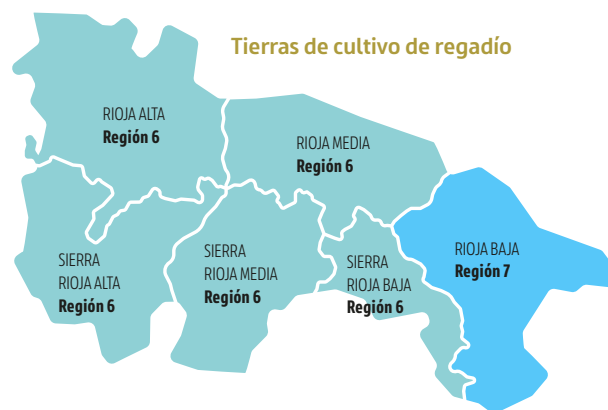 Tierras de cultivo de regadío
RIOJA ALTA
Región 6
RIOJA MEDIA
Región 6
RIOJA BAJA
Región 7
SIERRA
RIOJA ALTA
Región 6
SIERRA
RIOJA MEDIA
Región 6
SIERRA
RIOJA BAJA
Región 6